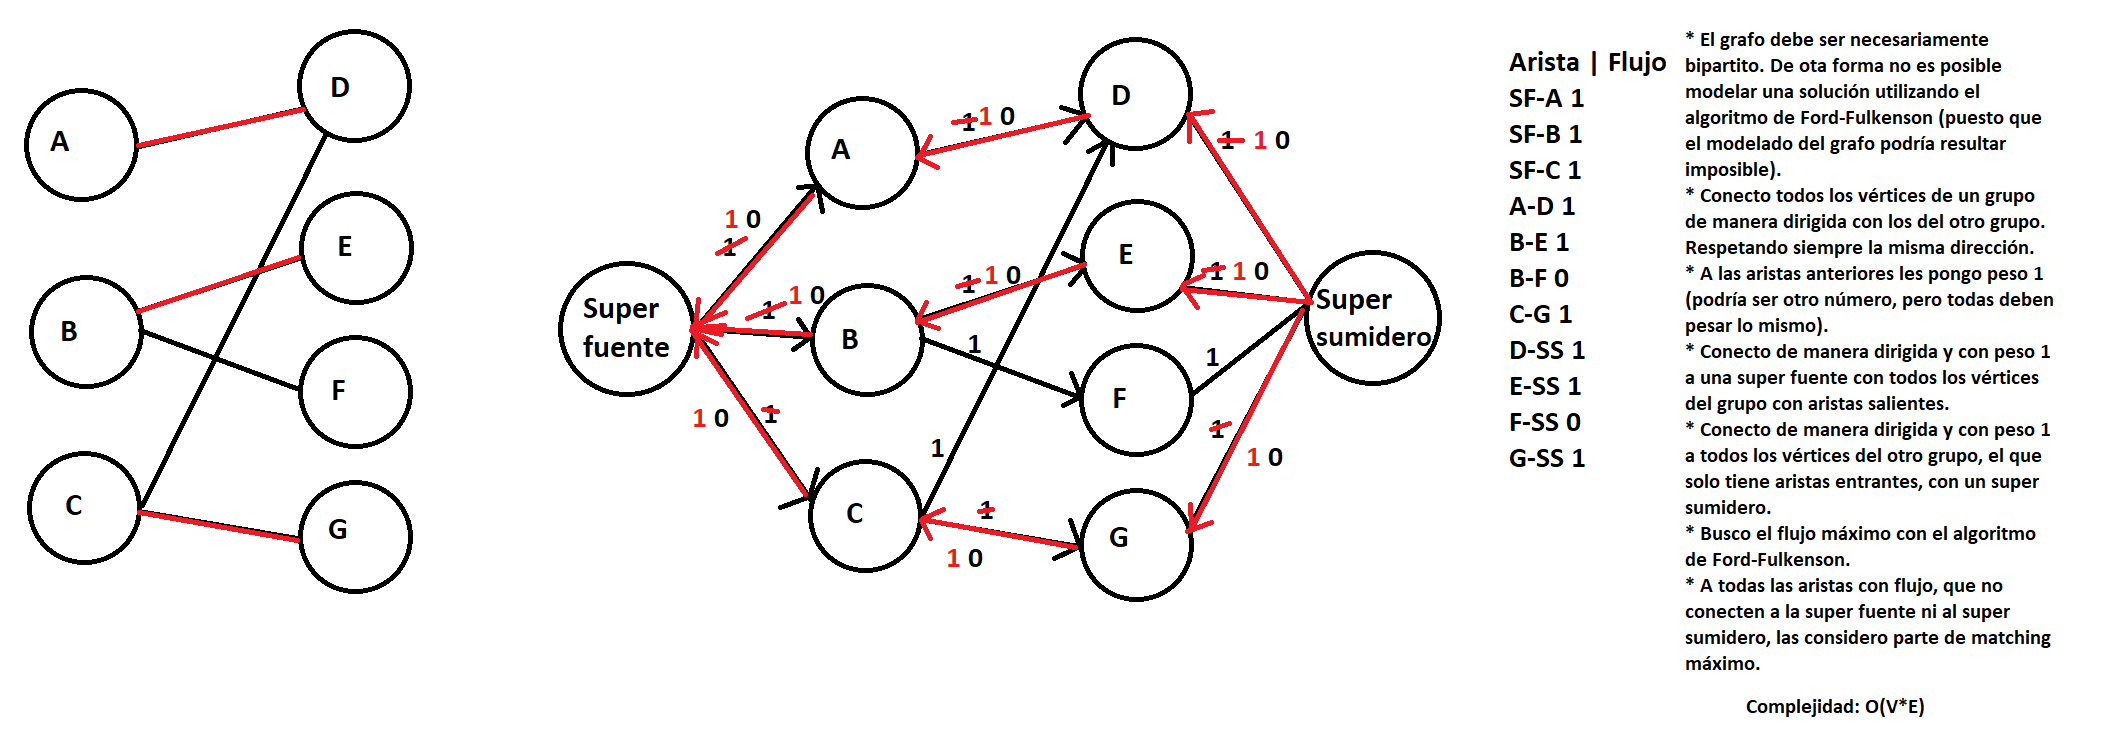 A
B
C
D
E
F
G
Super
fuente
1 0
1
1
1 0
1 0
1
A
B
C
1
1 0
1
1 0
1
1
1
1 0
D
E
F
G
1
1 0
1
1 0
1
1
1 0
Super
sumidero
Arista | Flujo
SF-A 1
SF-B 1
SF-C 1
A-D 1
B-E 1
B-F 0
C-G 1
D-SS 1
E-SS 1
F-SS 0
G-SS 1
* El grafo debe ser necesariamente
bipartito. De ota forma no es posible
modelar una solución utilizando el
algoritmo de Ford-Fulkenson (puesto que
el modelado del grafo podría resultar
imposible).
* Conecto todos los vértices de un grupo
de manera dirigida con los del otro grupo.
Respetando siempre la misma dirección.
* A las aristas anteriores les pongo peso 1
(podría ser otro número, pero todas deben
pesar lo mismo).
* Conecto de manera dirigida y con peso 1
a una super fuente con todos los vértices
del grupo con aristas salientes.
* Conecto de manera dirigida y con peso 1
a todos los vértices del otro grupo, el que
solo tiene aristas entrantes, con un super
sumidero.
* Busco el flujo máximo con el algoritmo
de Ford-Fulkenson.
* A todas las aristas con flujo, que no
conecten a la super fuente ni al super
sumidero, las considero parte de matching
máximo.
Complejidad: O(V*E)